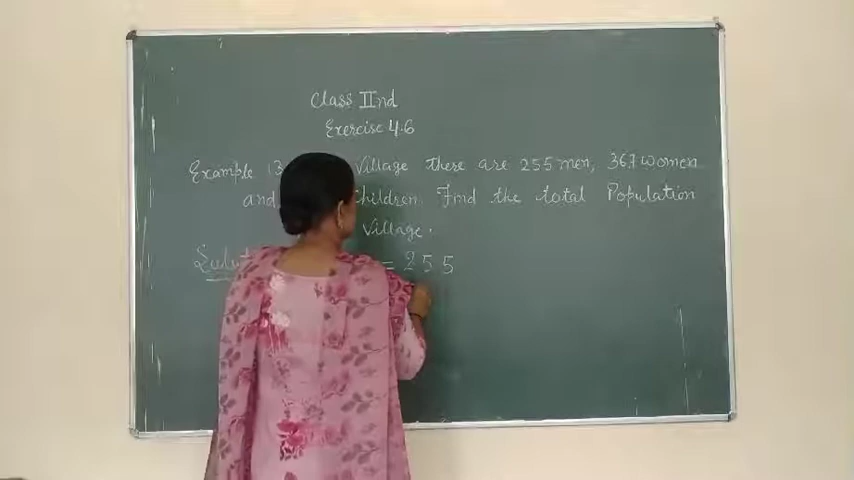 Class IInd
Exercise 4.6
Example 13 Village there are 255 men, 367 women
and Children. Find the total Population
Village.
= 255